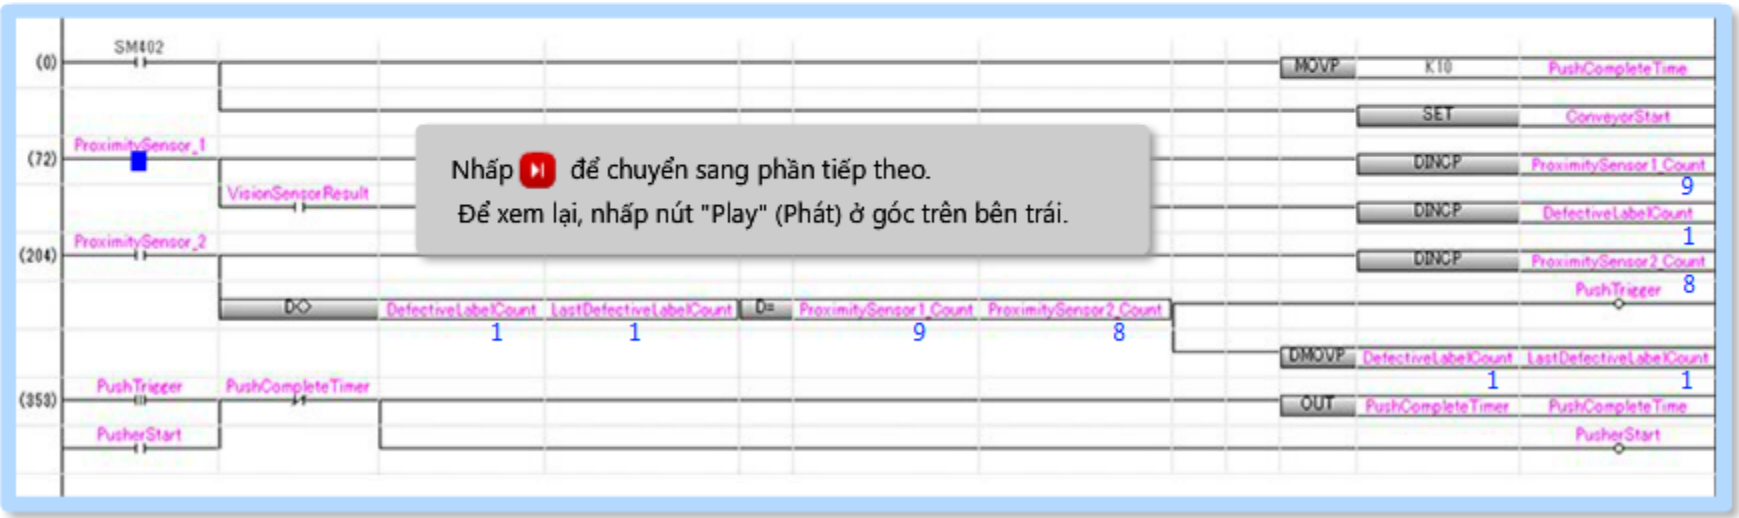 SM402
(0) MOVP K10 PushCompleteTime
SET ConveyorStart
ProximitySensor_1
(72) DINCP ProximitySensor1_Count
9
VisionSensorResult
DINCP DefectiveLabelCount
1
Nhấp để chuyển sang phần tiếp theo.
Để xem lại, nhấp nút "Play" (Phát) ở góc trên bên trái.
ProximitySensor_2
(204) DINCP ProximitySensor2_Count
8
PushTrigger
D<> DefectiveLabelCount LastDefectiveLabelCount D= ProximitySensor1_Count ProximitySensor2_Count
1 1 9 8
DMOVP DefectiveLabelCount LastDefectiveLabelCount
1 1
PushTrigger PushCompleteTimer
(353) OUT PushCompleteTimer PushCompleteTime
PusherStart PusherStart